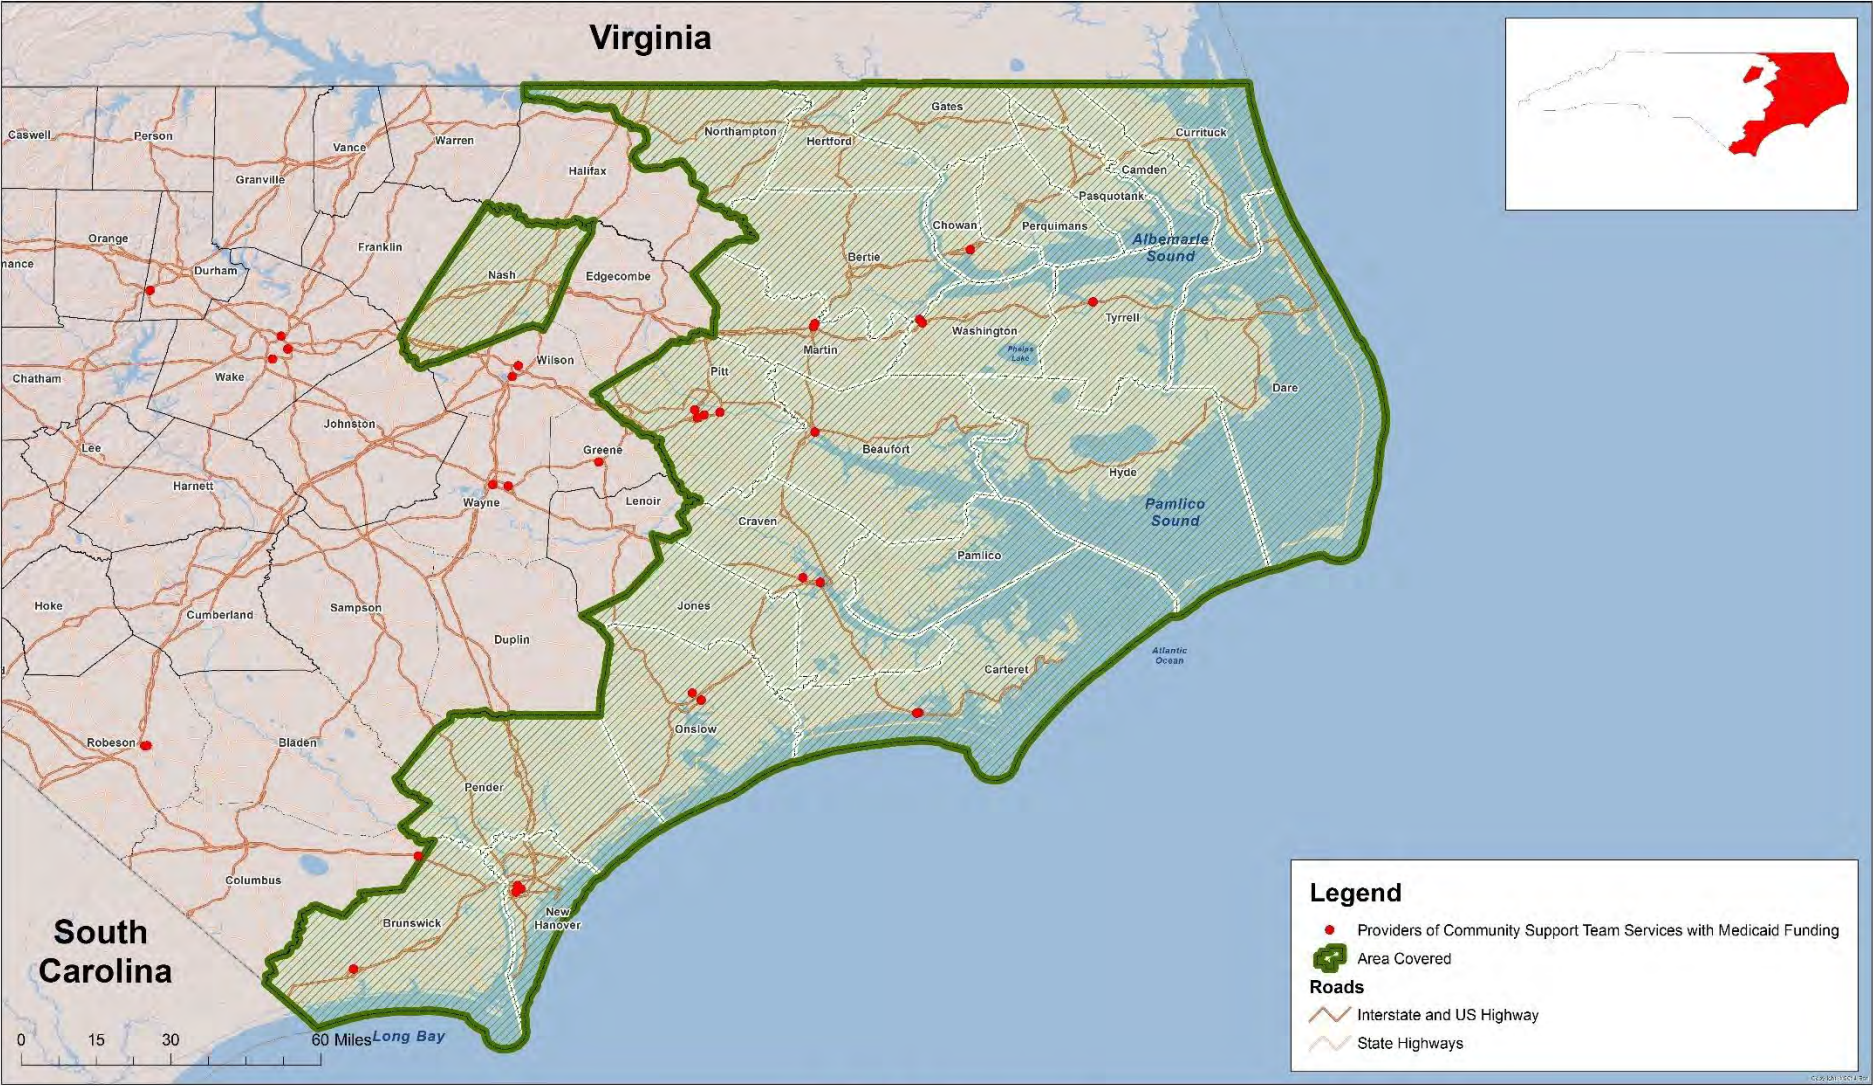 Virginia
Gates
Northampton
Currituck
Caswell
Person
Hertford
Warren
Vance
Halifax
Camden
Granville
Pasquotank
Chowan
Perquimans
Orange
Franklin
Albemarle
Sound
mance
Durham
Bertie
Nash
Edgecombe
Tyrrell
Washington
Martin
Phelps
Lake
Wilson
Pitt
Wake
Chatham
Dare
Johnston
Lee
Greene
Beaufort
Hyde
Harnett
Wayne
Lenoir
Pamlico
Sound
Craven
Pamlico
Hoke
Jones
Sampson
Cumberland
Duplin
Atlantic
Ocean
Carteret
Onslow
Robeson
Bladen
Pender
Columbus
New
Hanover
Brunswick
South
Carolina
0 15 30 60 Miles
Long Bay
Legend
Providers of Community Support Team Services with Medicaid Funding
Area Covered
Roads
Interstate and US Highway
State Highways